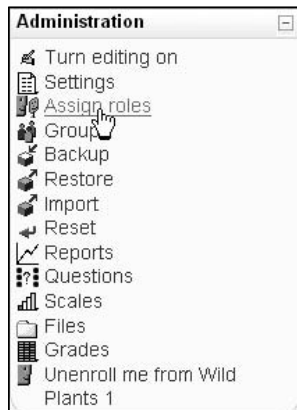 Administration
Turn editing on
Settings
Assign roles
Group
Backup
Restore
Import
Reset
Reports
Questions
Scales
Files
Grades
Unenroll me from Wild
Plants 1